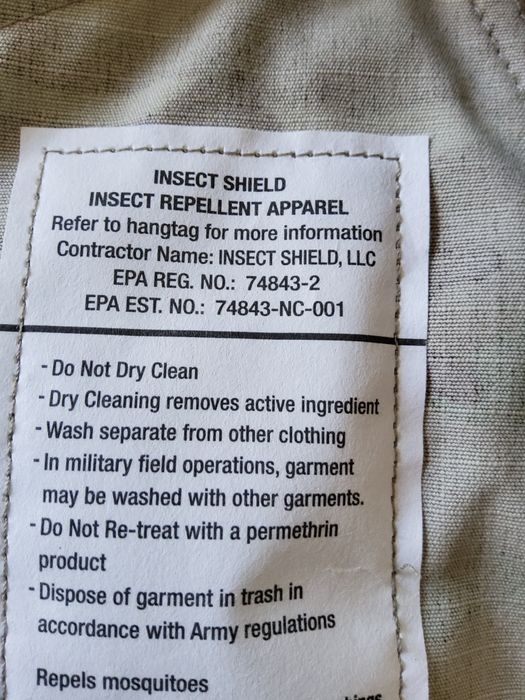 INSECT SHIELD
INSECT REPELLENT APPAREL
Refer to hangtag for more information
Contractor Name: INSECT SHIELD, LLC
EPA REG. NO.: 74843-2
EPA EST. NO.: 74843-NC-001
- Do Not Dry Clean
- Dry Cleaning removes active ingredient
- Wash separate from other clothing
- In military field operations, garment
may be washed with other garments.
- Do Not Re-treat with a permethrin
product
- Dispose of garment in trash in
accordance with Army regulations
Repels mosquitoes